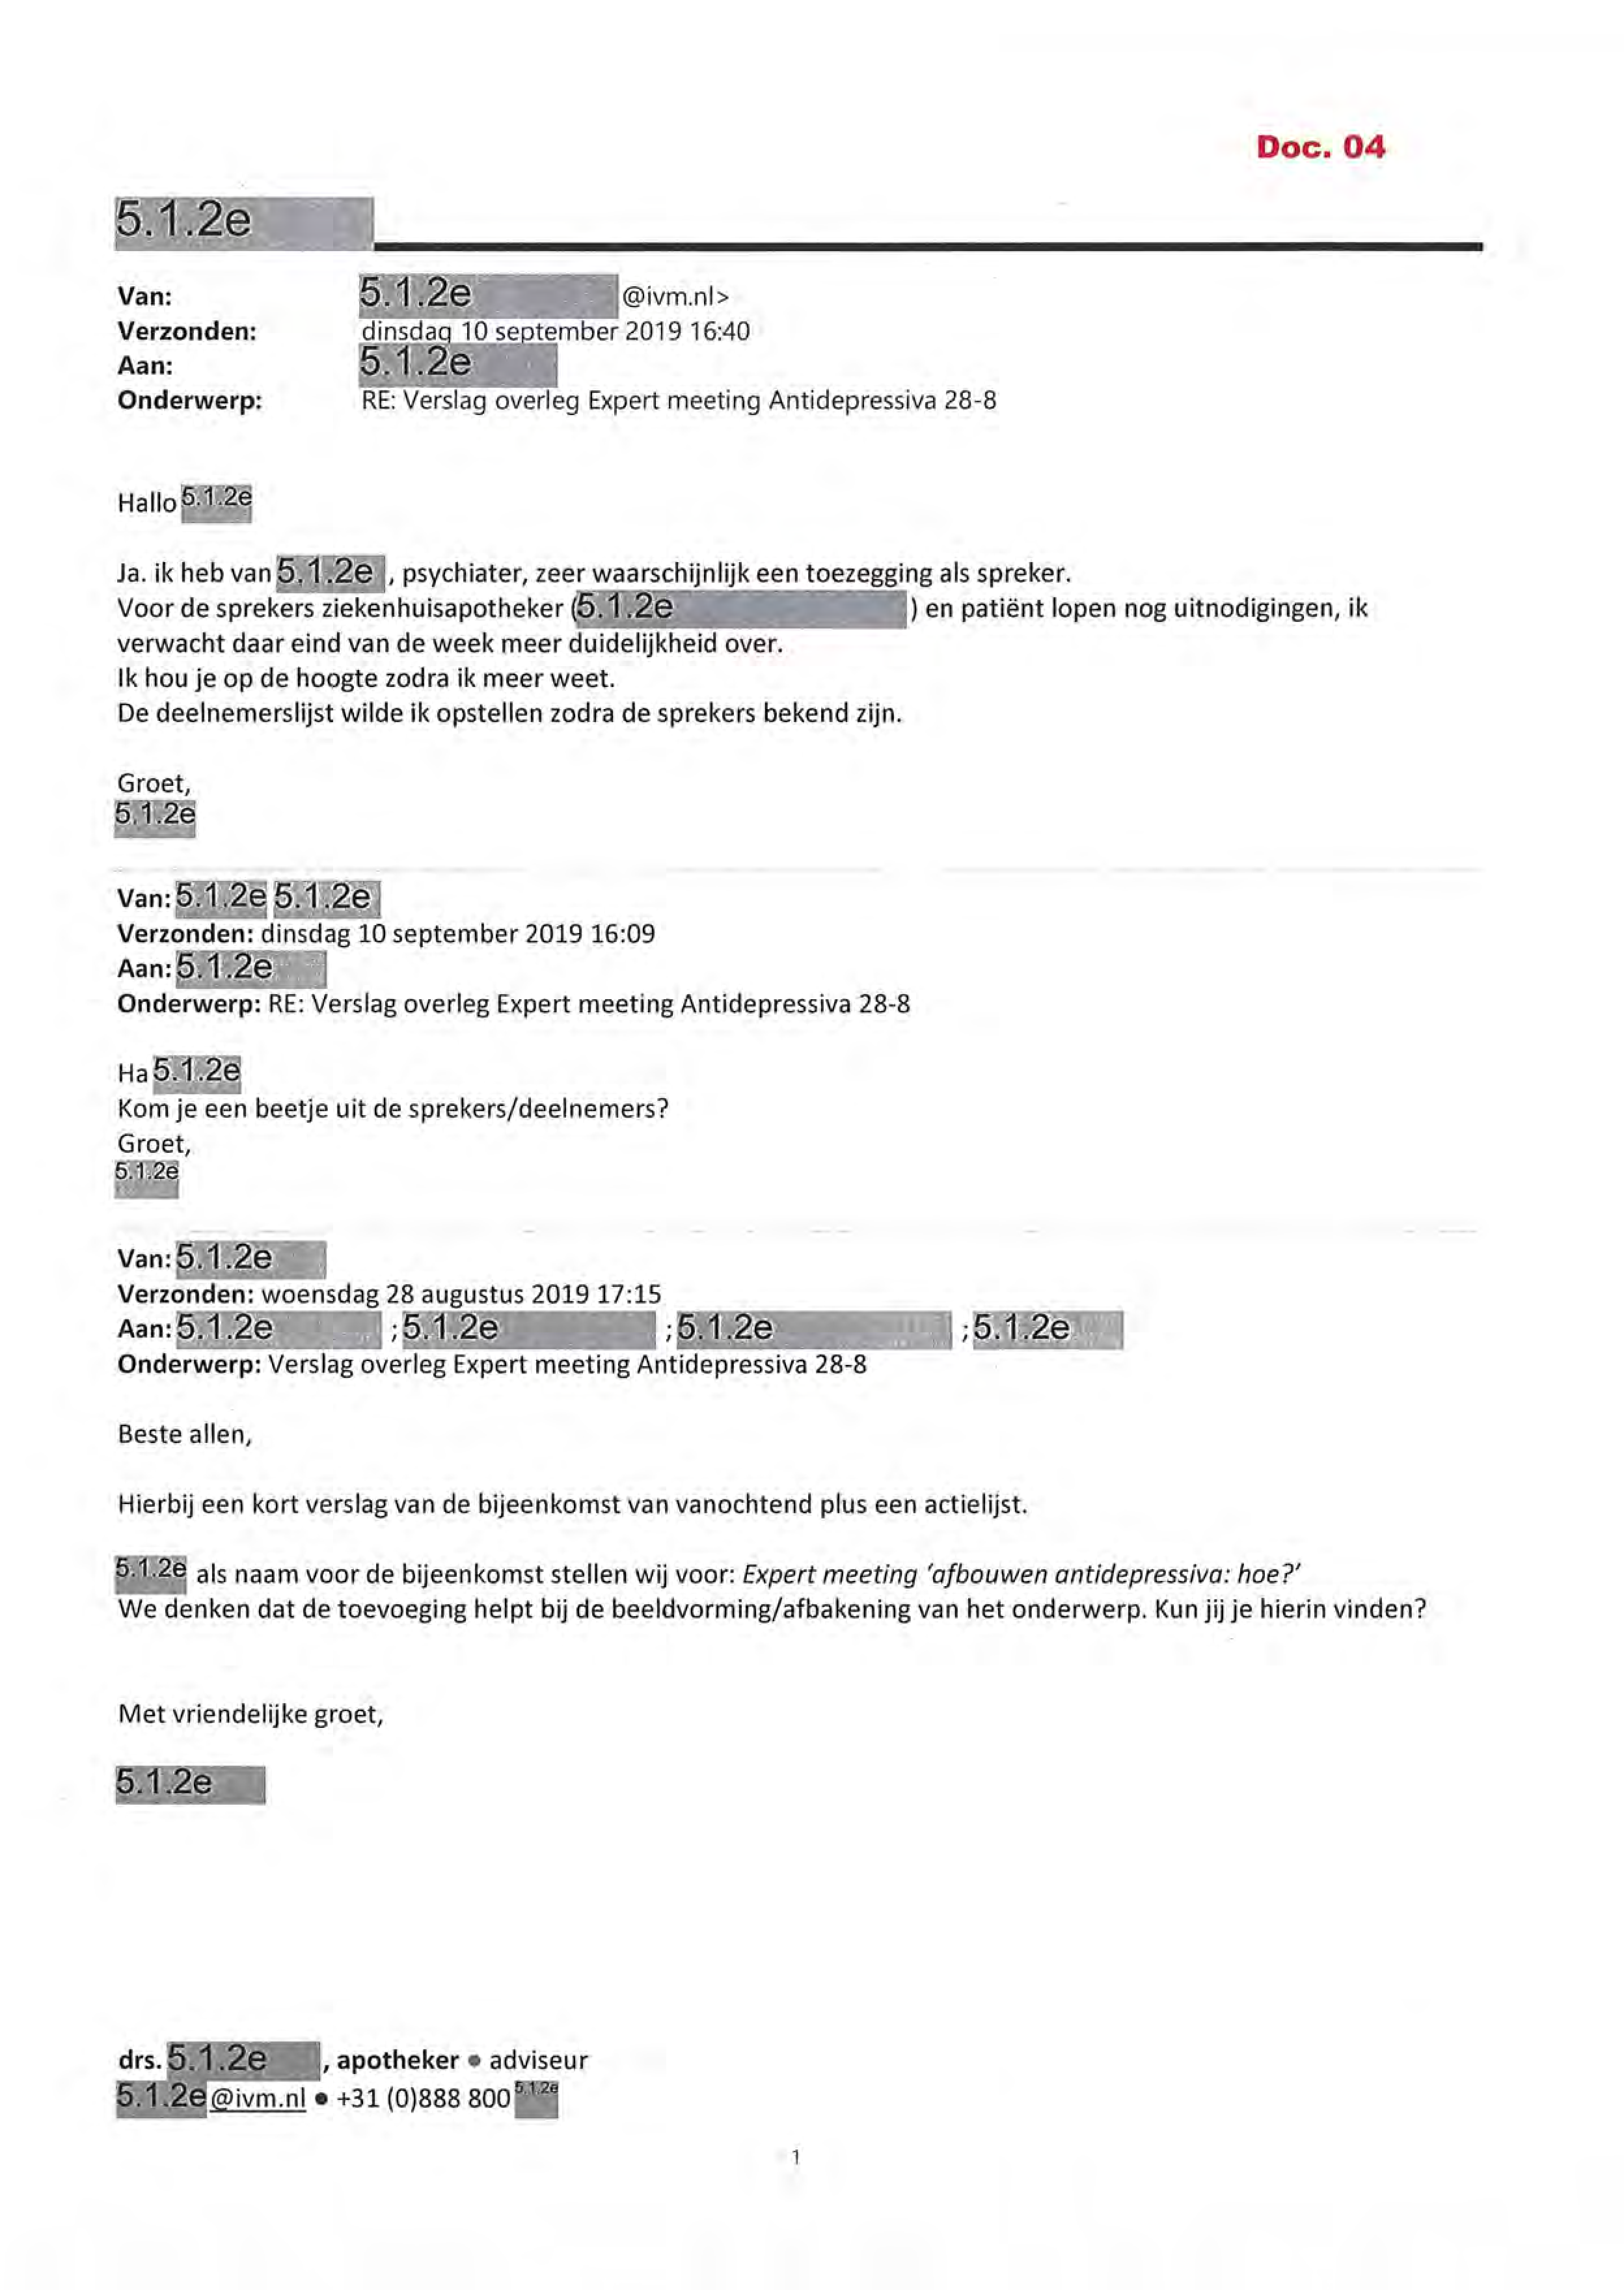 Doc. 04
5.1.2e
Van: 5.1.2e @ivm.nl>
Verzonden: dinsdag 10 september 2019 16:40
Aan: 5.1.2e
Onderwerp: RE: Verslag overleg Expert meeting Antidepressiva 28-8
Hallo 5.1.2e
Ja. ik heb van 5.1.2e , psychiater, zeer waarschijnlijk een toezegging als spreker.
Voor de sprekers ziekenhuisapotheker (5.1.2e ) en patiënt lopen nog uitnodigingen, ik
verwacht daar eind van de week meer duidelijkheid over.
Ik hou je op de hoogte zodra ik meer weet.
De deelnemerslijst wilde ik opstellen zodra de sprekers bekend zijn.
Groet,
5.1.2e
Van: 5.1.2e 5.1.2e
Verzonden: dinsdag 10 september 2019 16:09
Aan: 5.1.2e
Onderwerp: RE: Verslag overleg Expert meeting Antidepressiva 28-8
Ha 5.1.2e
Kom je een beetje uit de sprekers/deelnemers?
Groet,
5.1.2e
Van: 5.1.2e
Verzonden: woensdag 28 augustus 2019 17:15
Aan: 5.1.2e ; 5.1.2e ; 5.1.2e ; 5.1.2e
Onderwerp: Verslag overleg Expert meeting Antidepressiva 28-8
Beste allen,
Hierbij een kort verslag van de bijeenkomst van vanochtend plus een actielijst.
5.1.2e als naam voor de bijeenkomst stellen wij voor: Expert meeting 'afbouwen antidepressiva: hoe?'
We denken dat de toevoeging helpt bij de beeldvorming/afbakening van het onderwerp. Kun jij je hierin vinden?
Met vriendelijke groet,
5.1.2e
drs. 5.1.2e , apotheker • adviseur
5.1.2e @ivm.nl • +31 (0)888 800 5.1.2e
1